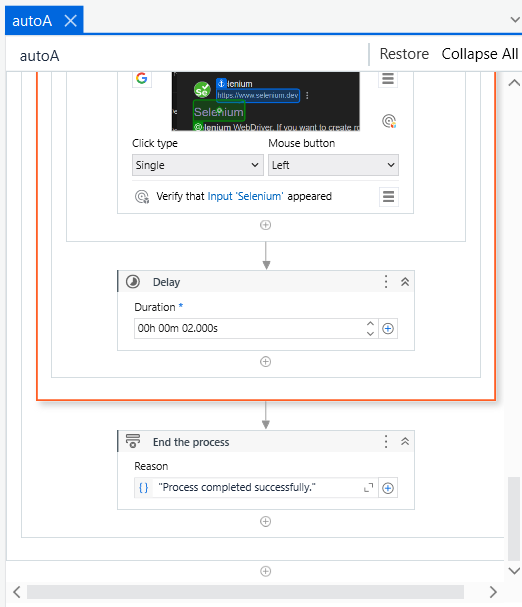 autoA
autoA
Restore Collapse All
Selenium
https://www.selenium.dev
Selenium
Selenium WebDriver. If you want to create
Click type Mouse button
Single Left
Verify that Input 'Selenium' appeared
Delay
Duration *
00h 00m 02.000s
End the process
Reason
"Process completed successfully."